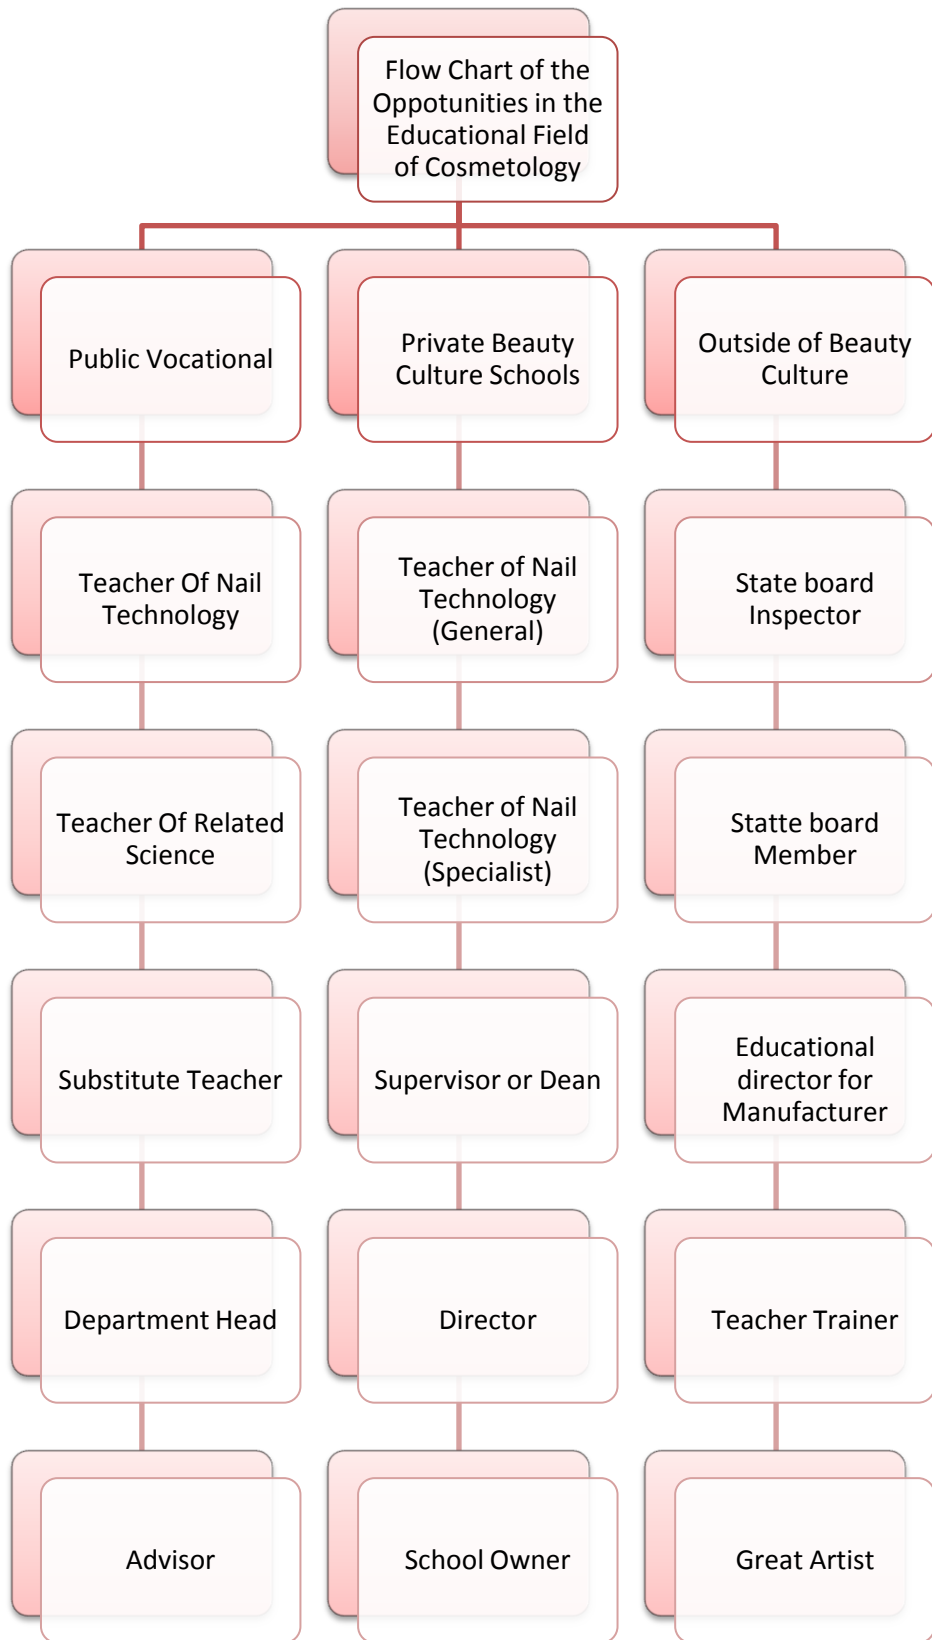 Flow Chart of the
Oppotunities in the
Educational Field
of Cosmetology
Public Vocational
Private Beauty
Culture Schools
Outside of Beauty
Culture
Teacher Of Nail
Technology
Teacher of Nail
Technology
(General)
State board
Inspector
Teacher Of Related
Science
Teacher of Nail
Technology
(Specialist)
Statte board
Member
Substitute Teacher
Supervisor or Dean
Educational
director for
Manufacturer
Department Head
Director
Teacher Trainer
Advisor
School Owner
Great Artist